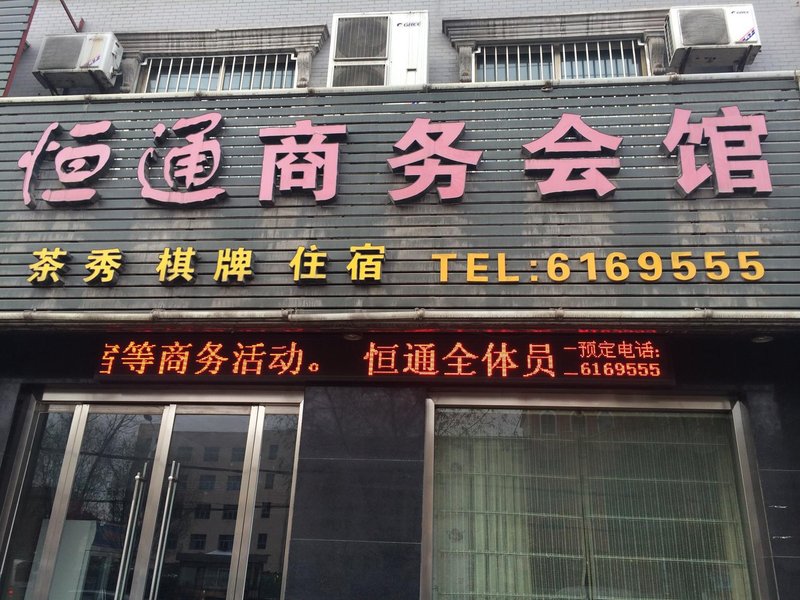 恒通商务会馆
茶秀 棋牌 住宿 TEL:6169555
等商务活动。 恒通全体员
预定电话:
6169555